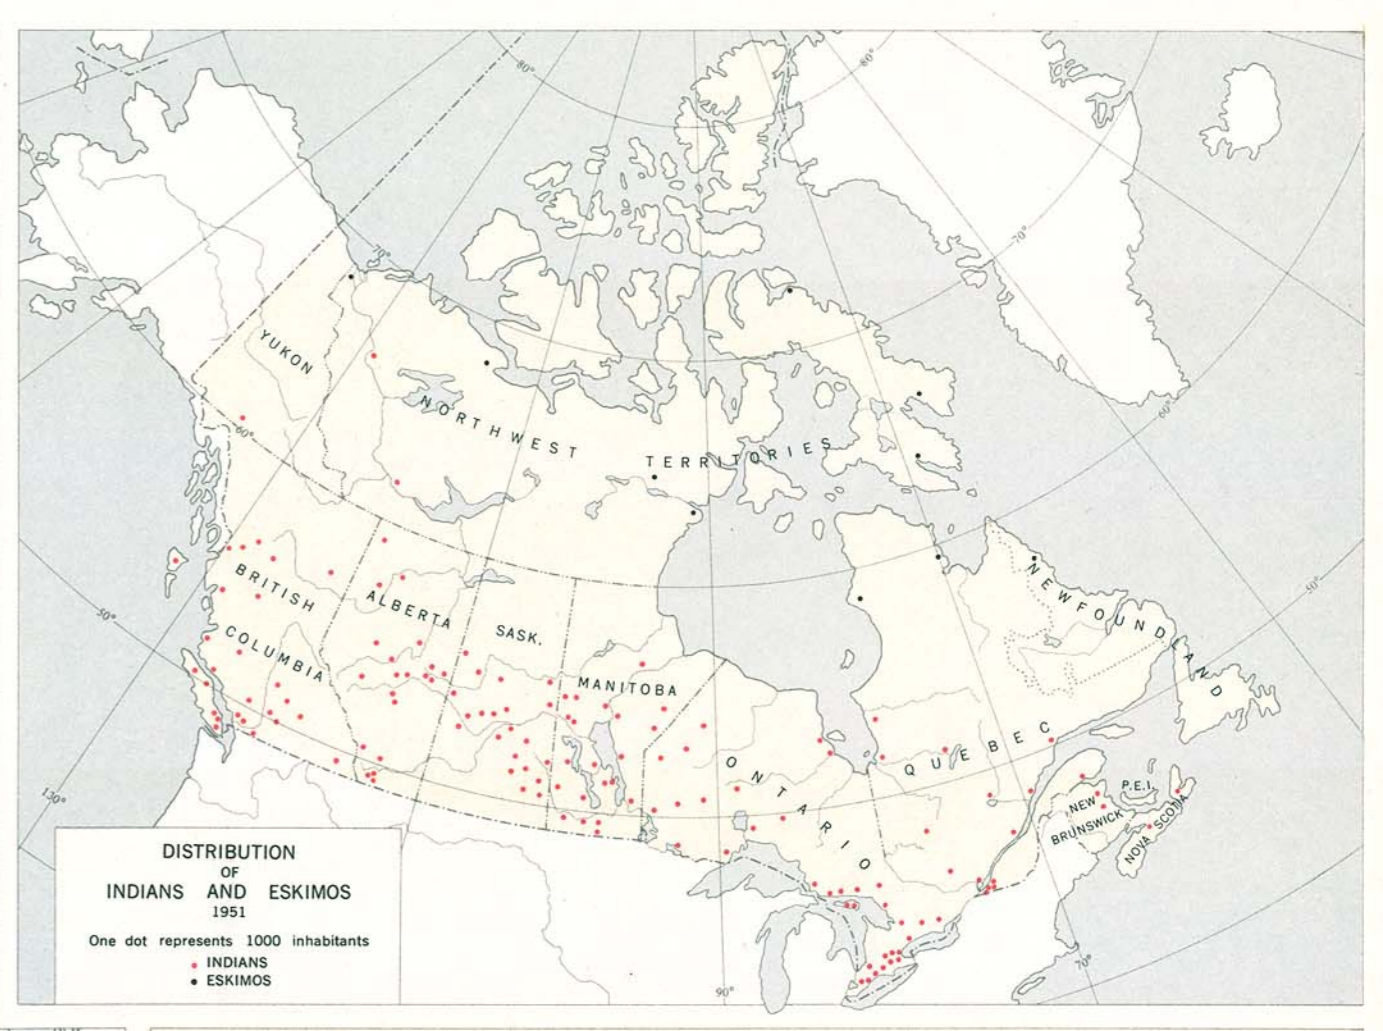 80°
80°
70°
70°
YUKON
NORTHWEST TERRITORIES
60°
60°
50°
50°
BRITISH
COLUMBIA
ALBERTA
SASK.
MANITOBA
ONTARIO
QUEBEC
NEWFOUNDLAND
P.E.I.
NEW
BRUNSWICK
NOVA SCOTIA
130°
90°
70°
DISTRIBUTION
OF
INDIANS AND ESKIMOS
1951
One dot represents 1000 inhabitants
INDIANS
ESKIMOS